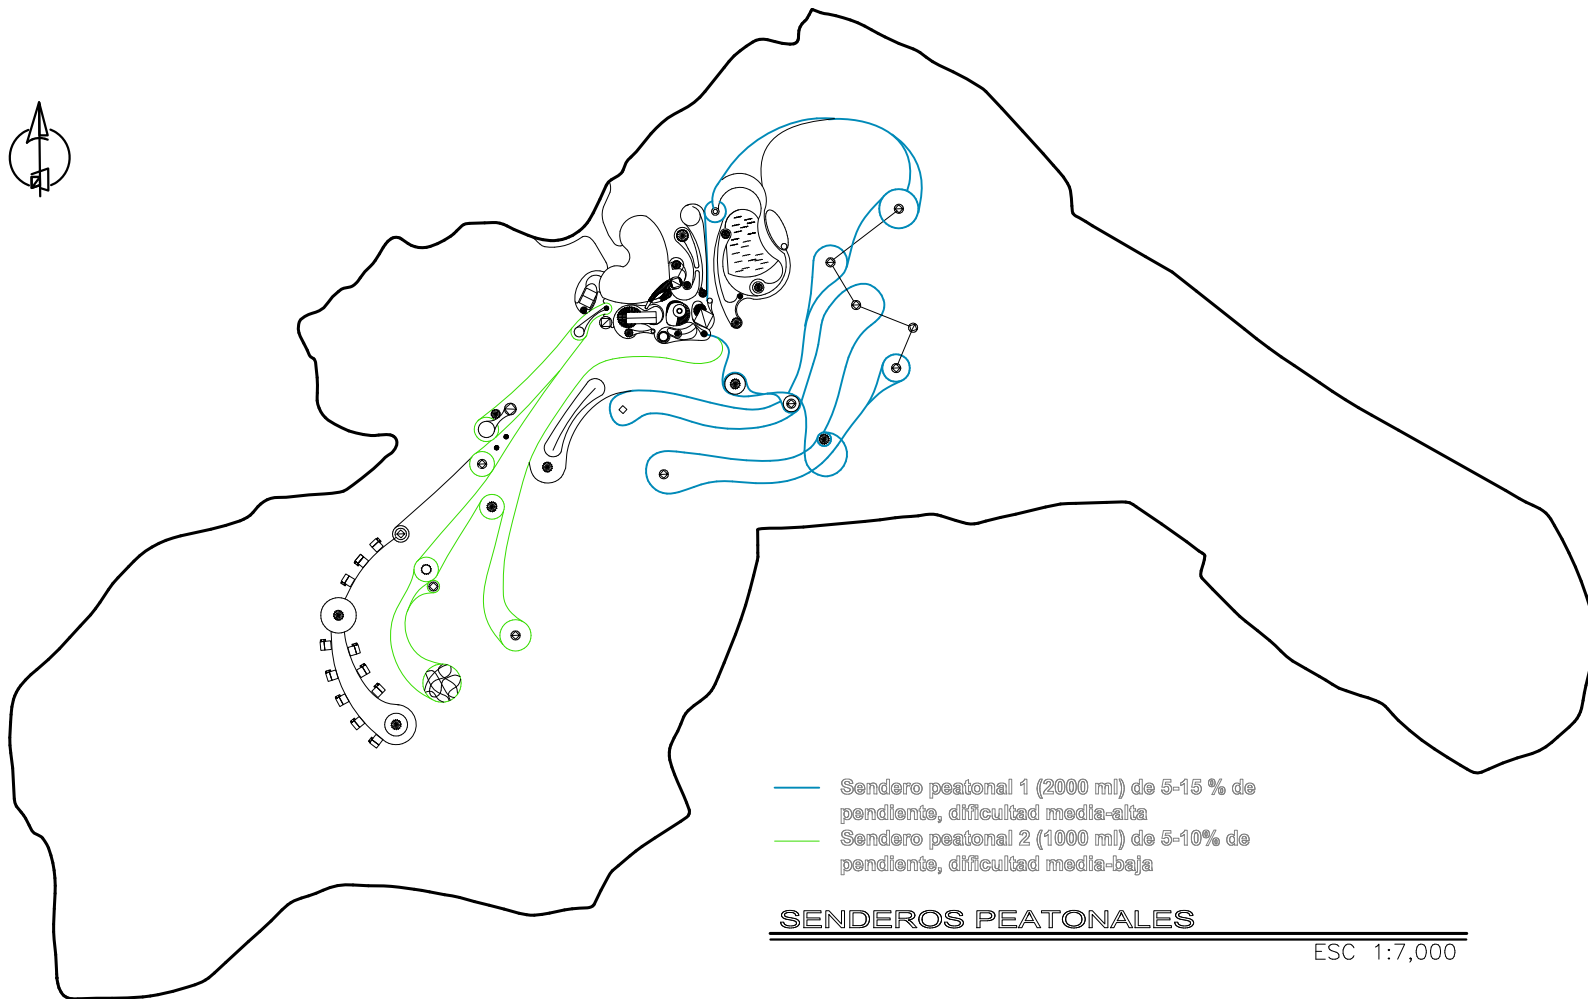 Sendero peatonal 1 (2000 ml) de 5-15 % de
pendiente, dificultad media-alta
Sendero peatonal 2 (1000 ml) de 5-10% de
pendiente, dificultad media-baja
SENDEROS PEATONALES
ESC 1:7,000